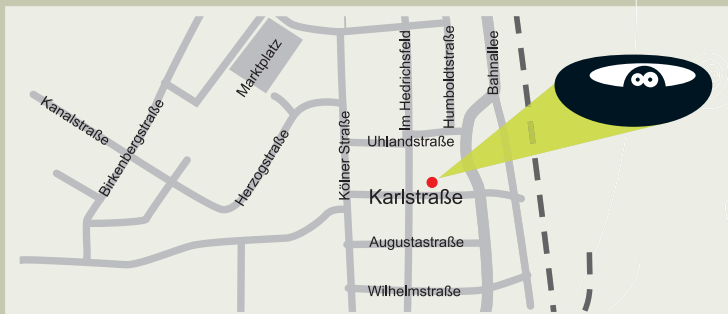 Marktplatz
Kanalstraße
Birkenbergstraße
Herzogstraße
Kölner Straße
Im Hedrichsfeld
Humboldtstraße
Bahnallee
Uhlandstraße
Karlstraße
Augustastraße
Wilhelmstraße